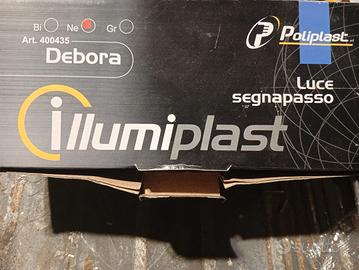 Bi Ne Gr
Art. 400435
Debora
Poliplast
Luce
segnapasso
illumiplast